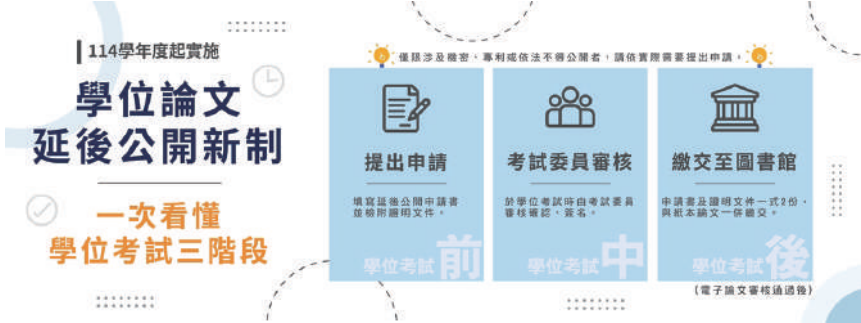 114學年度起實施
學位論文
延後公開新制
一次看懂
學位考試三階段
僅限涉及機密、專利或依法不得公開者，請依實際需要提出申請。
提出申請
填寫延後公開申請書
並檢附證明文件。
學位考試前
考試委員審核
於學位考試時由考試委員
審核確認、簽名。
學位考試中
繳交至圖書館
申請書及證明文件一式2份，
與紙本論文一併繳交。
學位考試後
(電子論文審核通過後)